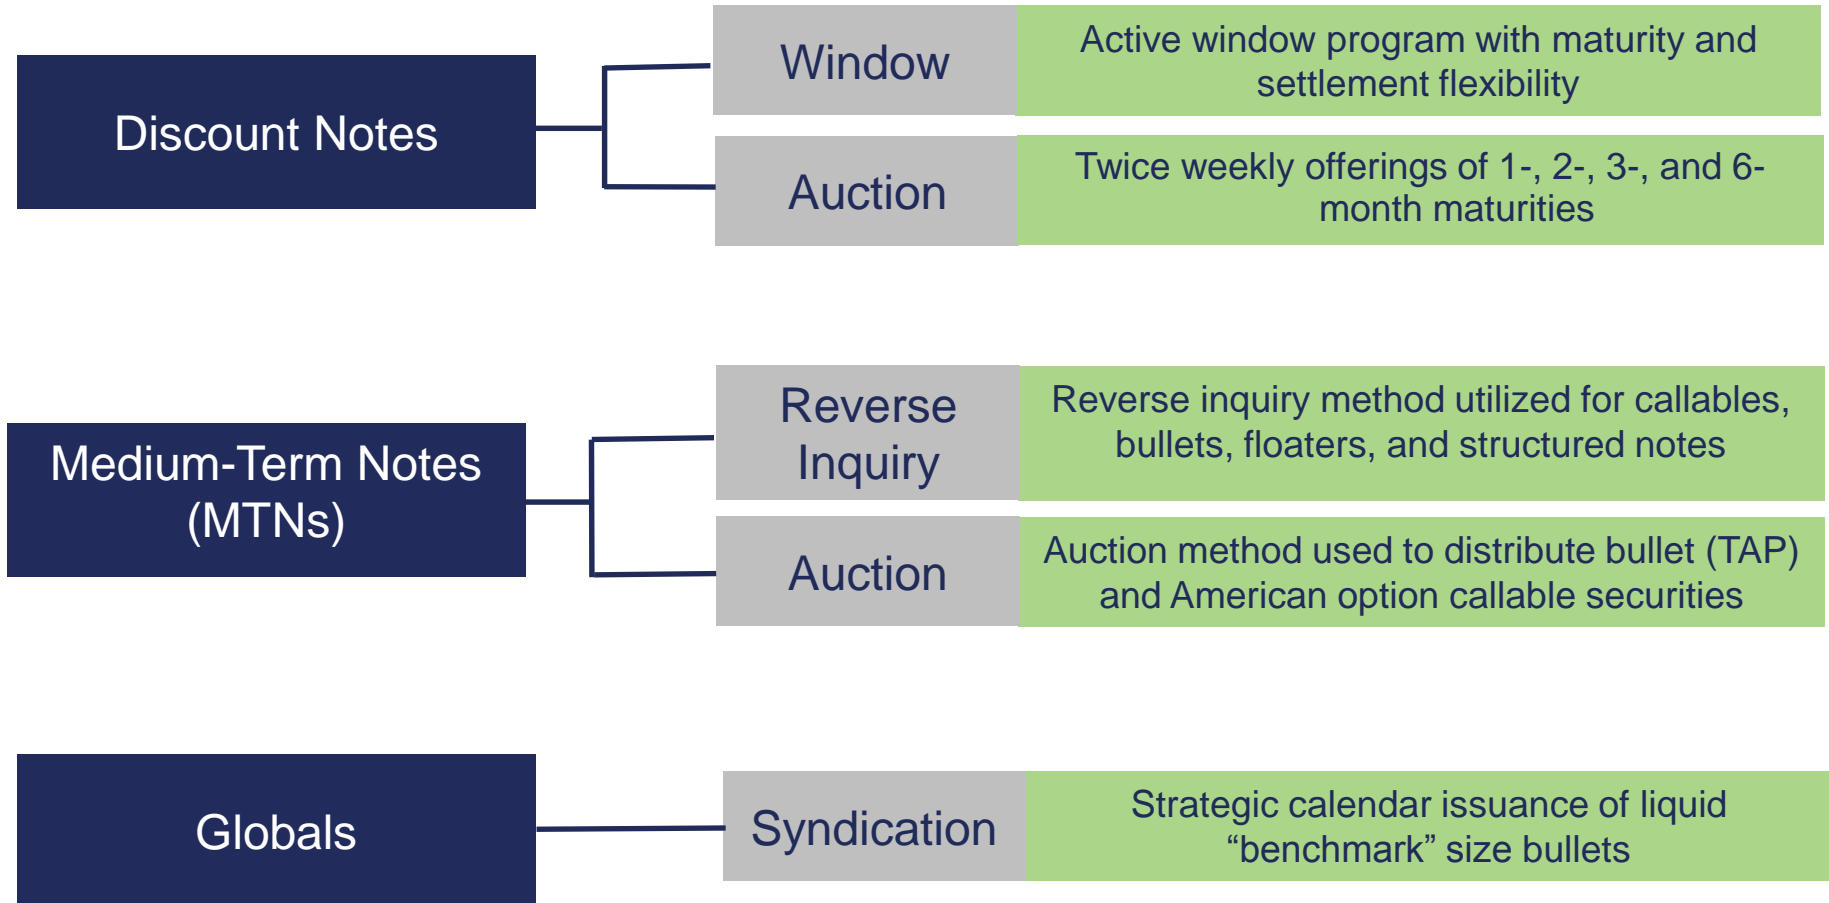 Discount Notes
Window
Active window program with maturity and
settlement flexibility
Auction
Twice weekly offerings of 1-, 2-, 3-, and 6-
month maturities
Medium-Term Notes
(MTNs)
Reverse
Inquiry
Reverse inquiry method utilized for callables,
bullets, floaters, and structured notes
Auction
Auction method used to distribute bullet (TAP)
and American option callable securities
Globals
Syndication
Strategic calendar issuance of liquid
“benchmark” size bullets